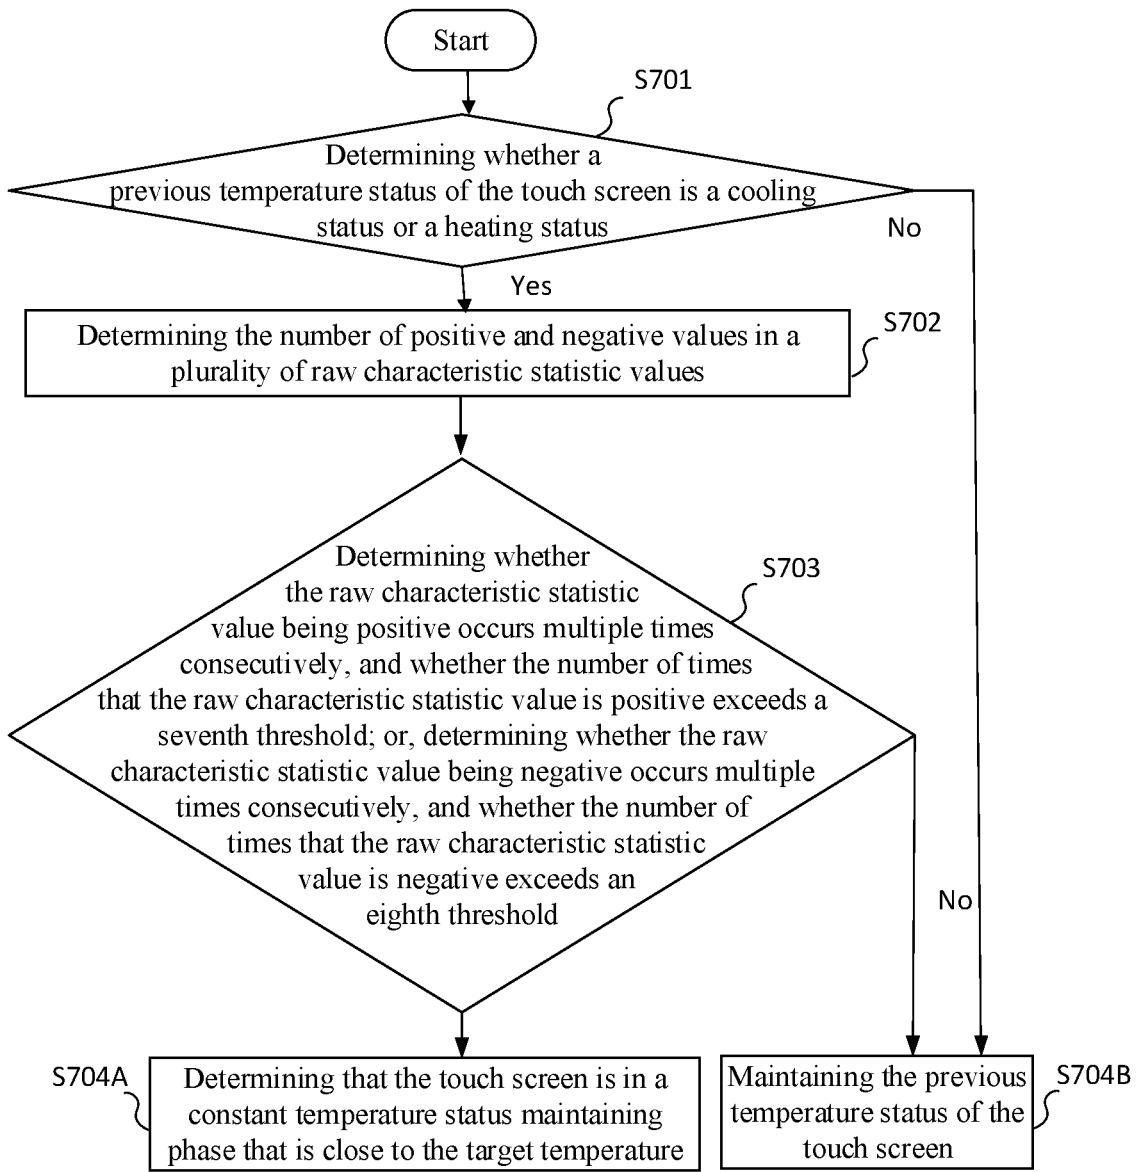 Start
S701
Determining whether a
previous temperature status of the touch screen is a cooling
status or a heating status
No
Yes
S702
Determining the number of positive and negative values in a
plurality of raw characteristic statistic values
S703
Determining whether
the raw characteristic statistic
value being positive occurs multiple times
consecutively, and whether the number of times
that the raw characteristic statistic value is positive exceeds a
seventh threshold; or, determining whether the raw
characteristic statistic value being negative occurs multiple
times consecutively, and whether the number of
times that the raw characteristic statistic
value is negative exceeds an
eighth threshold
No
S704A
Determining that the touch screen is in a
constant temperature status maintaining
phase that is close to the target temperature
Maintaining the previous
temperature status of the
touch screen
S704B